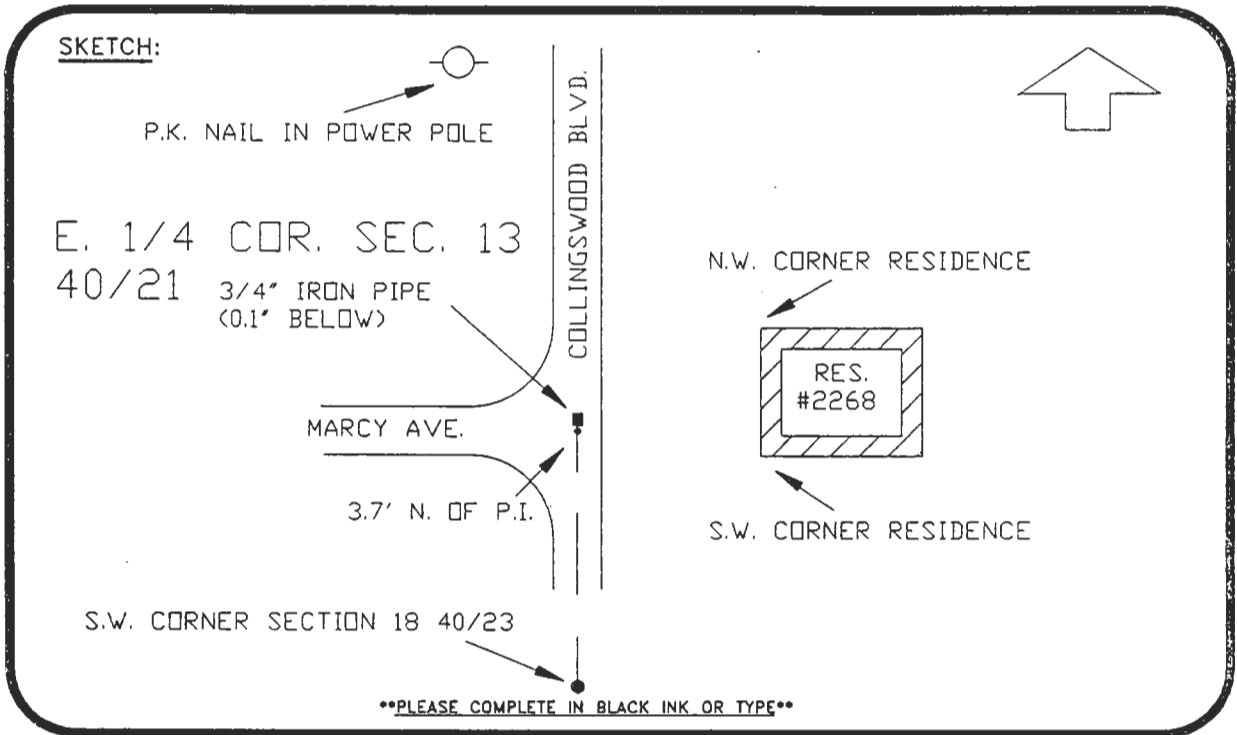 SKETCH:
P.K. NAIL IN POWER POLE
COLLINGSWOOD BLVD.
E. 1/4 COR. SEC. 13
40/21
3/4" IRON PIPE
(0.1' BELOW)
N.W. CORNER RESIDENCE
RES.
#2268
MARCY AVE.
3.7' N. OF P.I.
S.W. CORNER RESIDENCE
S.W. CORNER SECTION 18 40/23
**PLEASE COMPLETE IN BLACK INK OR TYPE**